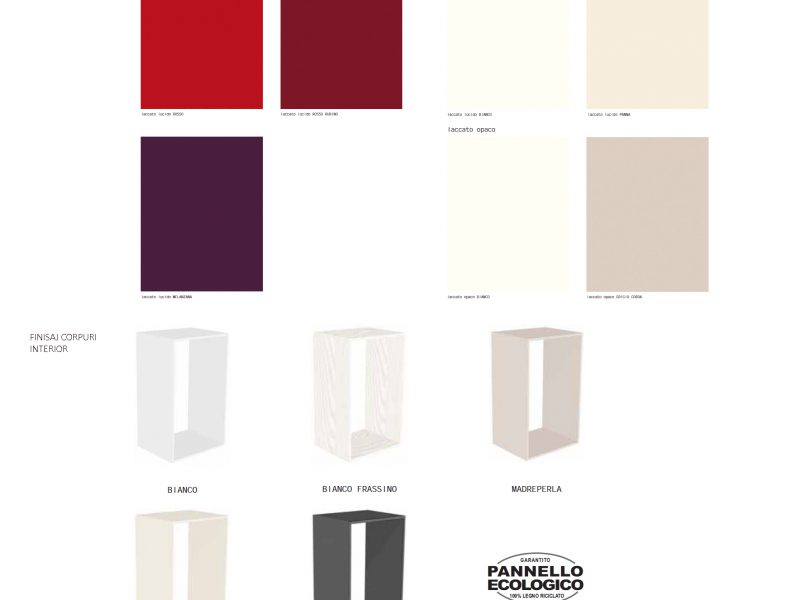 laccato lucido ROSSO
laccato lucido ROSSO RUBINO
laccato lucido BIANCO
laccato lucido PANNA
laccato opaco
laccato lucido MELANZANA
laccato opaco BIANCO
laccato opaco GRIGIO CORDA
FINISAJ CORPURI
INTERIOR
BIANCO
BIANCO FRASSINO
MADREPERLA
GARANTITO
PANNELLO
ECOLOGICO
100% LEGNO RICICLATO